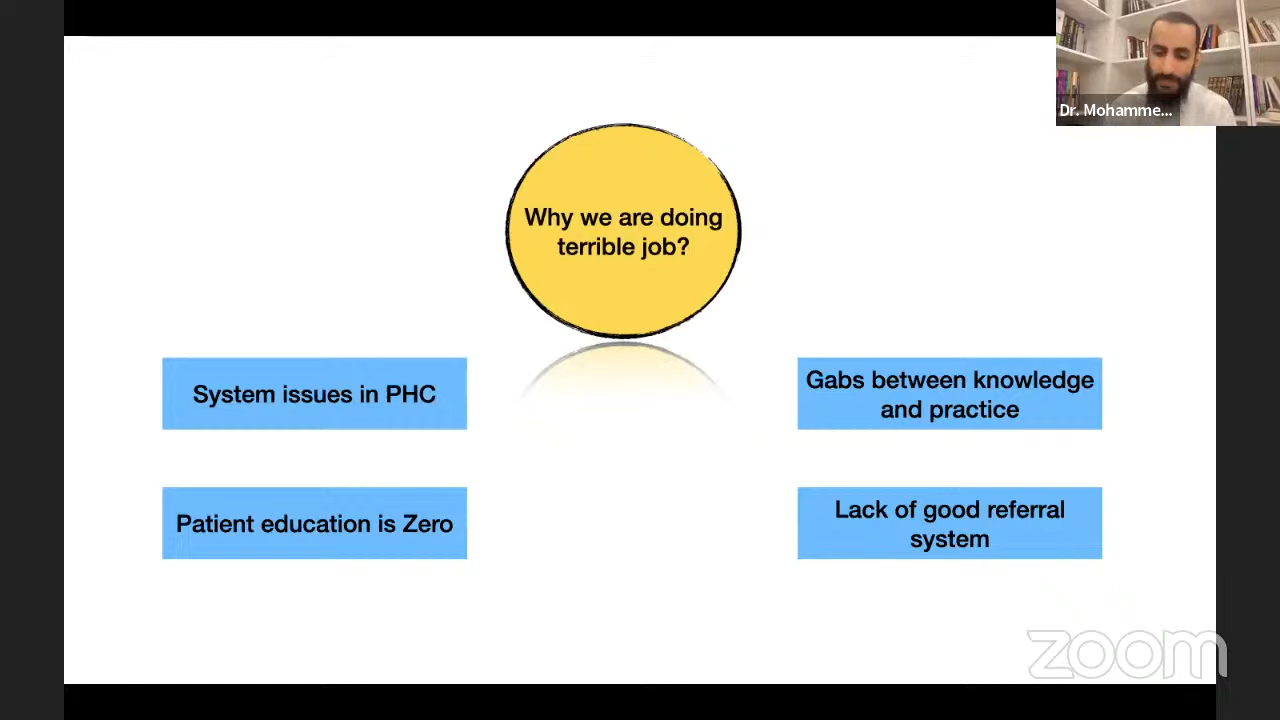 Dr. Mohamme...
Why we are doing
terrible job?
System issues in PHC
Gabs between knowledge
and practice
Patient education is Zero
Lack of good referral
system
zoom